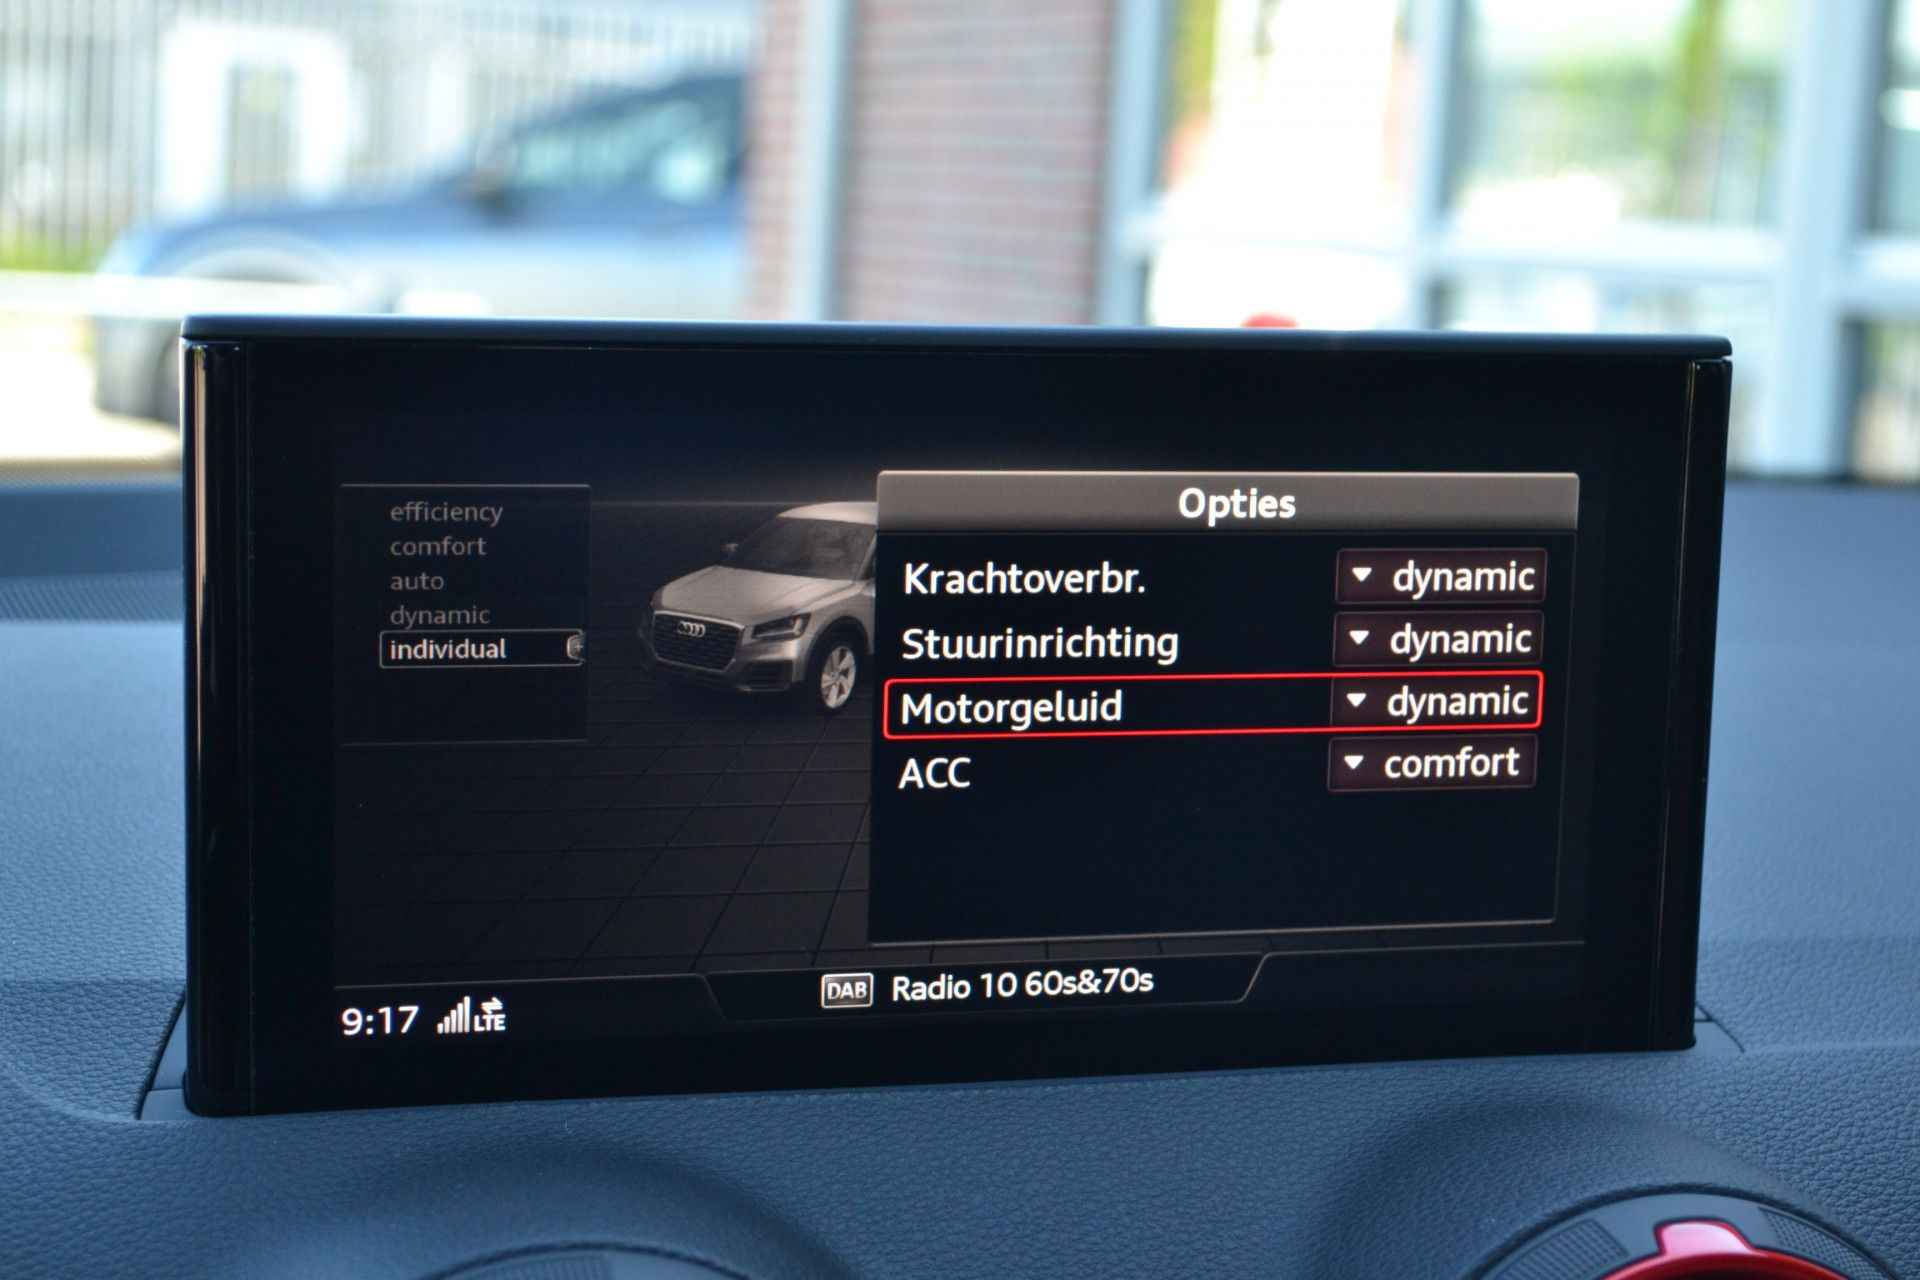 efficiency
comfort
auto
dynamic
individual
Opties
Krachtoverbr. dynamic
Stuurinrichting dynamic
Motorgeluid dynamic
ACC comfort
9:17 LTE
DAB Radio 10 60s&70s